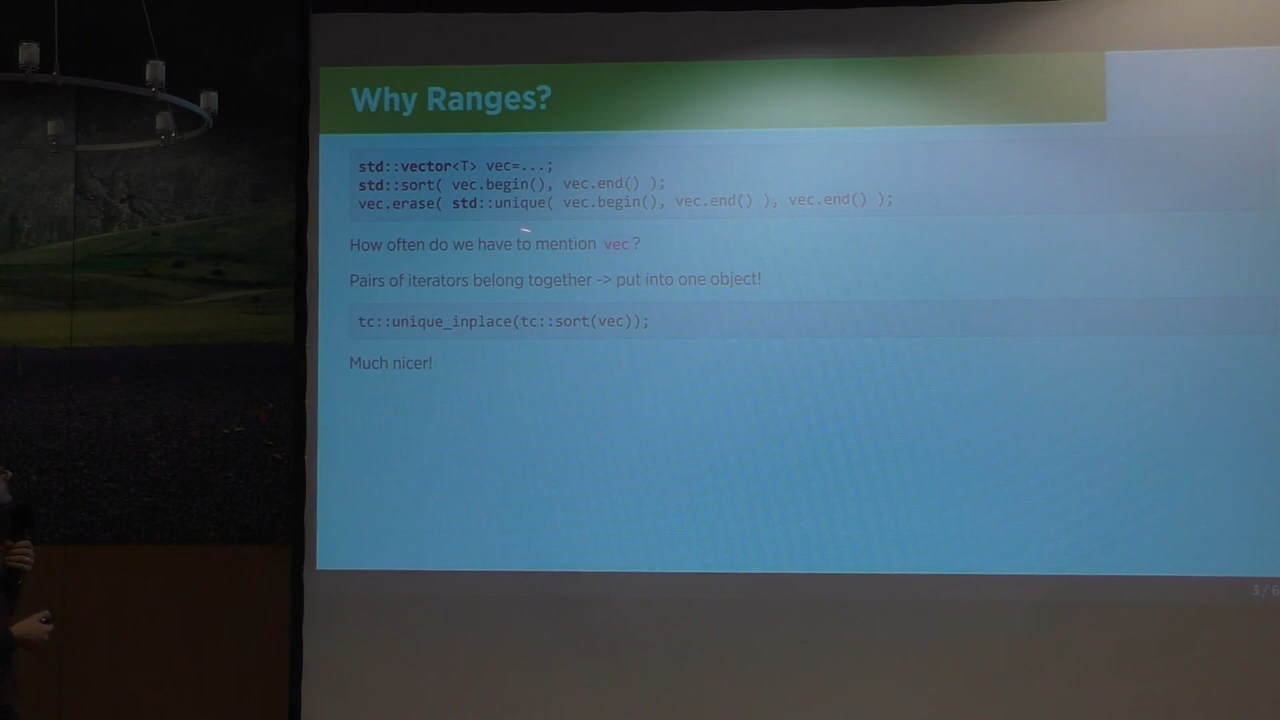 Why Ranges?
std::vector<T> vec=...;
std::sort( vec.begin(), vec.end() );
vec.erase( std::unique( vec.begin(), vec.end() ), vec.end() );
How often do we have to mention vec?
Pairs of iterators belong together -> put into one object!
tc::unique_inplace(tc::sort(vec));
Much nicer!